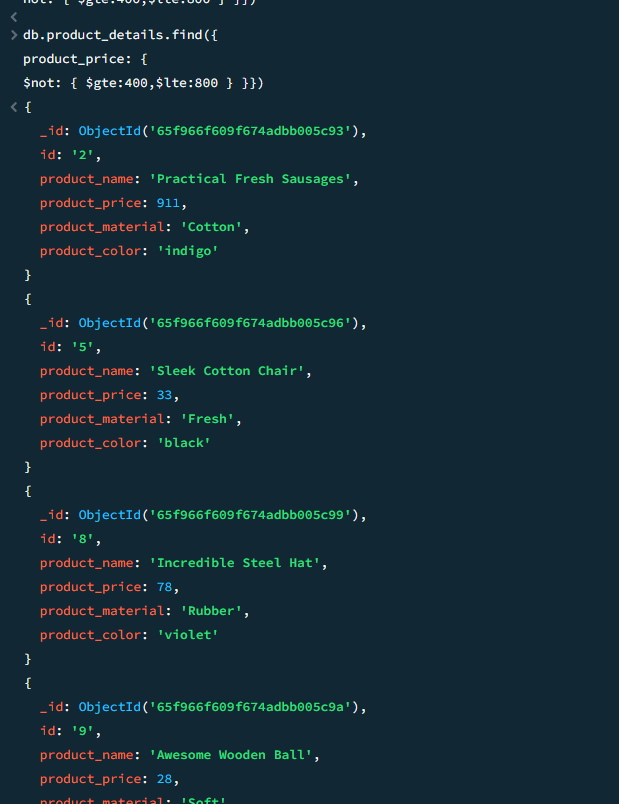 not: { $gte:400,$lte:800 } }})
db.product_details.find({
product_price: {
$not: { $gte:400,$lte:800 } }})
{
_id: ObjectId('65f966f609f674adbb005c93'),
id: '2',
product_name: 'Practical Fresh Sausages',
product_price: 911,
product_material: 'Cotton',
product_color: 'indigo'
}
{
_id: ObjectId('65f966f609f674adbb005c96'),
id: '5',
product_name: 'Sleek Cotton Chair',
product_price: 33,
product_material: 'Fresh',
product_color: 'black'
}
{
_id: ObjectId('65f966f609f674adbb005c99'),
id: '8',
product_name: 'Incredible Steel Hat',
product_price: 78,
product_material: 'Rubber',
product_color: 'violet'
}
{
_id: ObjectId('65f966f609f674adbb005c9a'),
id: '9',
product_name: 'Awesome Wooden Ball',
product_price: 28,
product_material: 'Soft'